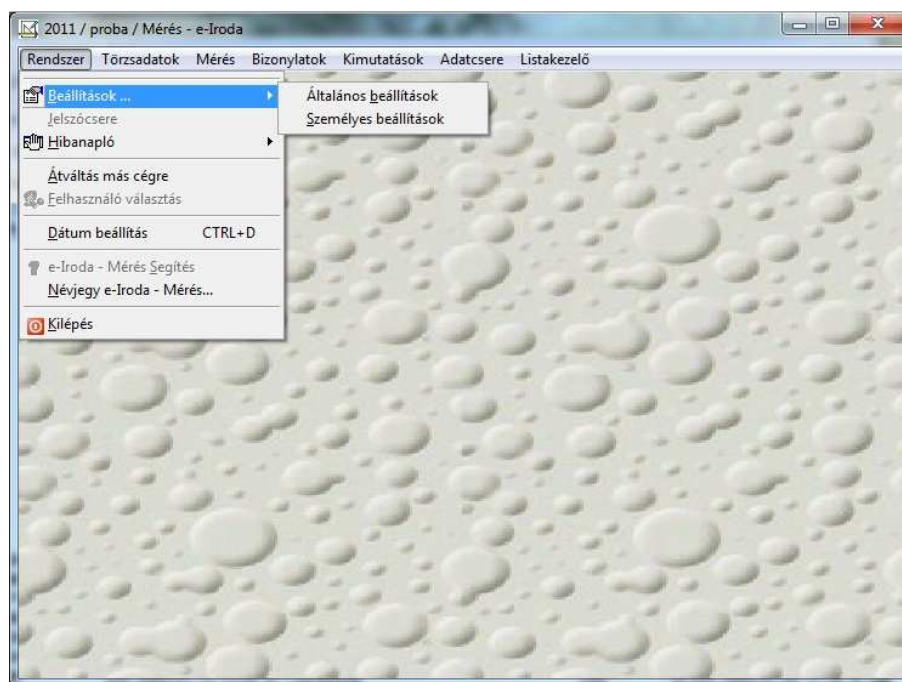 2011 / proba / Mérés - e-Iroda
Rendszer Törzsadatok Mérés Bizonylatok Kimutatások Adatcsere Listakezelő
Beállítások ...
Általános beállítások
Személyes beállítások
Jelszócsere
Hibanapló
Átváltás más cégre
Felhasználó választás
Dátum beállítás CTRL+D
e-Iroda - Mérés Segítés
Névjegy e-Iroda - Mérés...
Kilépés